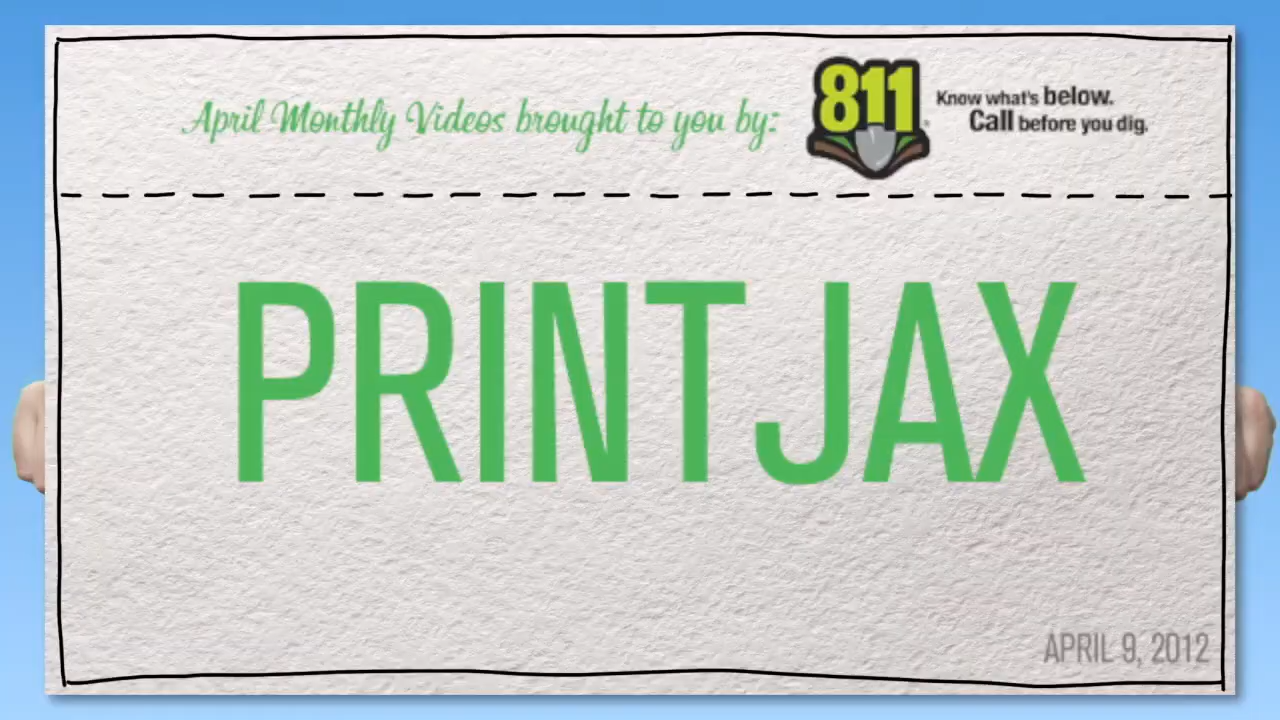 April Monthly Videos brought to you by:
811
Know what's below.
Call before you dig.
PRINTJAX
APRIL 9, 2012